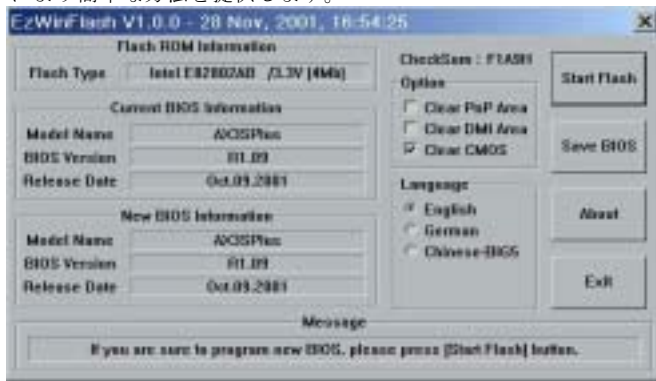 EzWinFlash V1.0.0 - 28 Nov, 2001, 16:54:25
Flash ROM Information
Flash Type Intel E82802AB /3.3V (4Mb)
Current BIOS Information
Model Name AX3SPlus
BIOS Version R1.09
Release Date Oct.09.2001
New BIOS Information
Model Name AX3SPlus
BIOS Version R1.09
Release Date Oct.09.2001
CheckSum :
Option
Clear PnP Area
Clear DMI Area
Clear CMOS
Language
English
German
Chinese-BIG5
Start Flash
Save BIOS
About
Exit
Message
If you are sure to program new BIOS, please press [Start Flash] button.